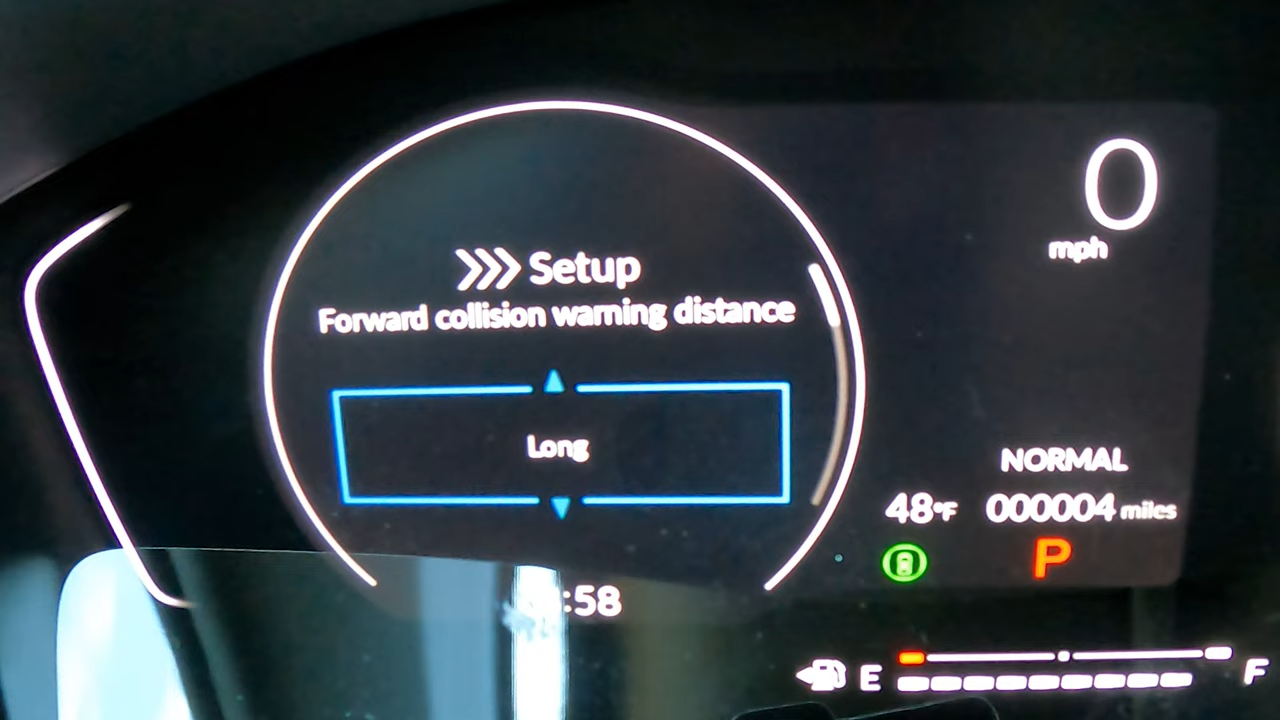 Setup
Forward collision warning distance
Long
:58
0
mph
NORMAL
48°F
000004 miles
P
E
F